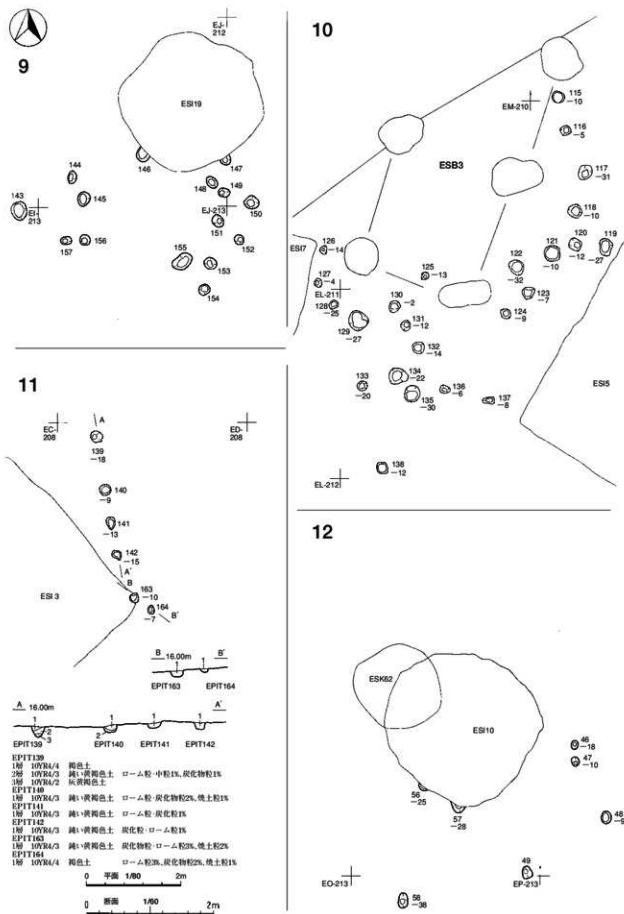 9
EJ-
212
ESI19
144
146
147
148
149
143
EI-
213
145
EJ-213
150
151
157
156
152
155
153
154
10
EM-210
115
-10
116
-5
ESB3
117
-31
118
-10
ESI7
126
-14
120
-12
119
-27
121
-10
122
-32
125
-13
127
-4
EL-211
128
-25
130
-2
123
-7
129
-27
131
-12
124
-9
132
-14
133
-20
134
-22
135
-30
136
-6
137
-8
ESI5
138
-12
EL-212
11
EC-
208
A
ED-
208
139
-18
140
-9
141
-13
142
-15
A'
B
163
-10
ESI 3
164
-7
B'
B 16.00m B'
1 1
EPIT163 EPIT164
A 16.00m A'
1 1 1 1
2
3
2
EPIT139 EPIT140 EPIT141 EPIT142
EPIT139
1層 10YR4/4 褐色土
2層 10YR4/3 鈍い黄褐色土 ローム粒・中粒1%、炭化物粒1%
3層 10YR4/2 灰黄褐色土
EPIT140
1層 10YR4/3 鈍い黄褐色土 ローム粒・炭化物粒2%、焼土粒1%
EPIT141
1層 10YR4/3 鈍い黄褐色土 ローム粒・炭化粒1%
EPIT142
1層 10YR4/3 鈍い黄褐色土 炭化粒・ローム粒1%
EPIT163
1層 10YR4/3 鈍い黄褐色土 炭化物粒・ローム粒3%、焼土粒2%
EPIT164
1層 10YR4/4 褐色土 ローム粒3%、炭化物粒2%、焼土粒1%
0 平面 1/80 2m
0 断面 1/60 2m
12
ESK62
ESI10
46
-18
47
-10
56
-25
57
-28
48
-9
49
EO-213
EP-213
58
-38